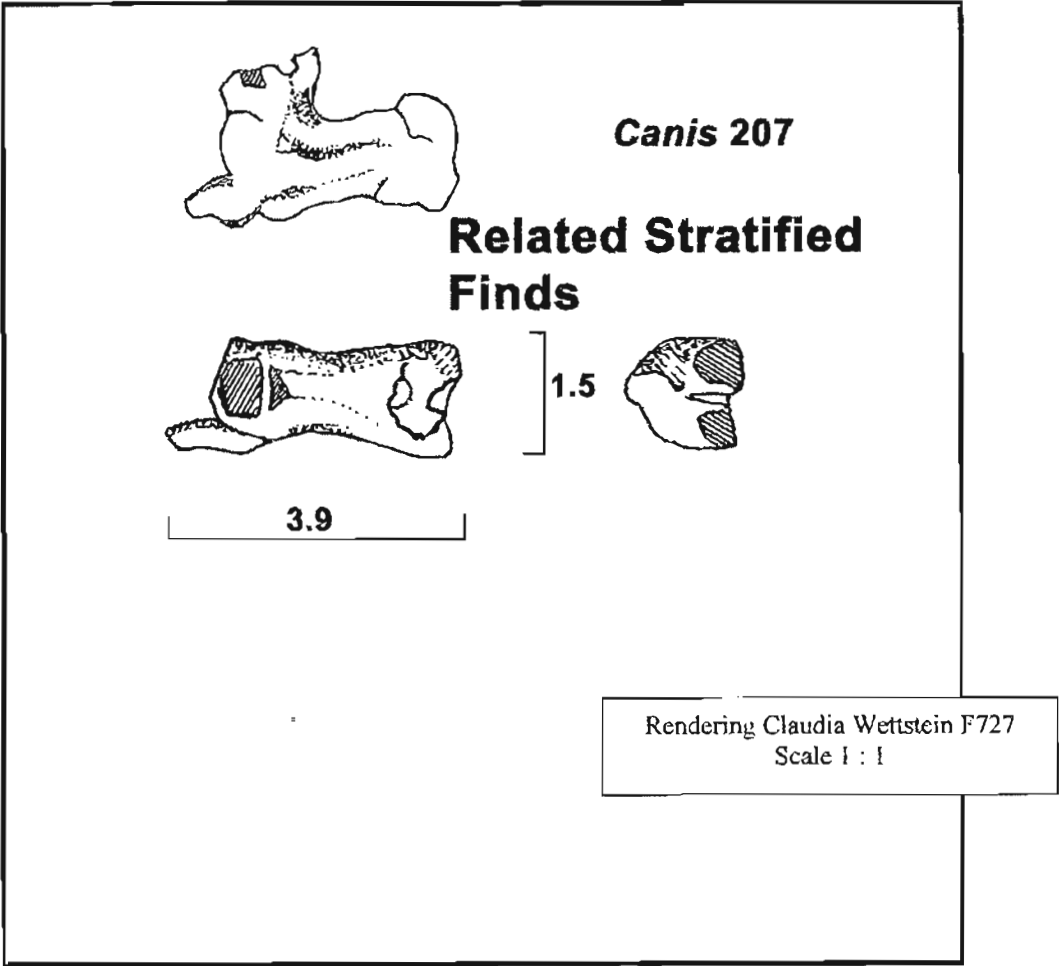 Canis 207
Related Stratified
Finds
1.5
3.9
Rendering Claudia Wettstein F727
Scale 1 : 1